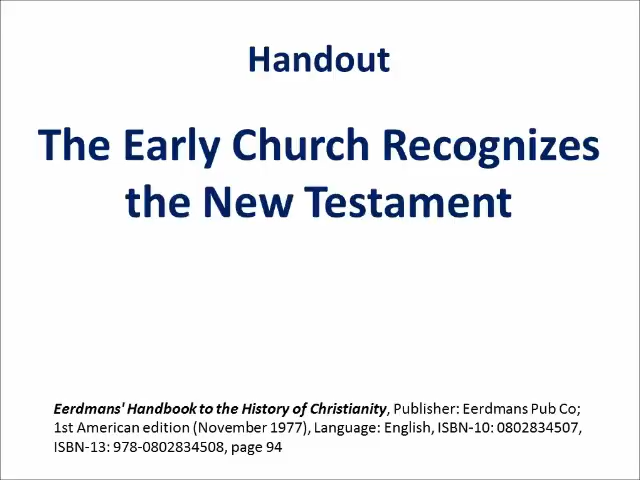 Handout
The Early Church Recognizes
the New Testament
Eerdmans' Handbook to the History of Christianity, Publisher: Eerdmans Pub Co;
1st American edition (November 1977), Language: English, ISBN-10: 0802834507,
ISBN-13: 978-0802834508, page 94